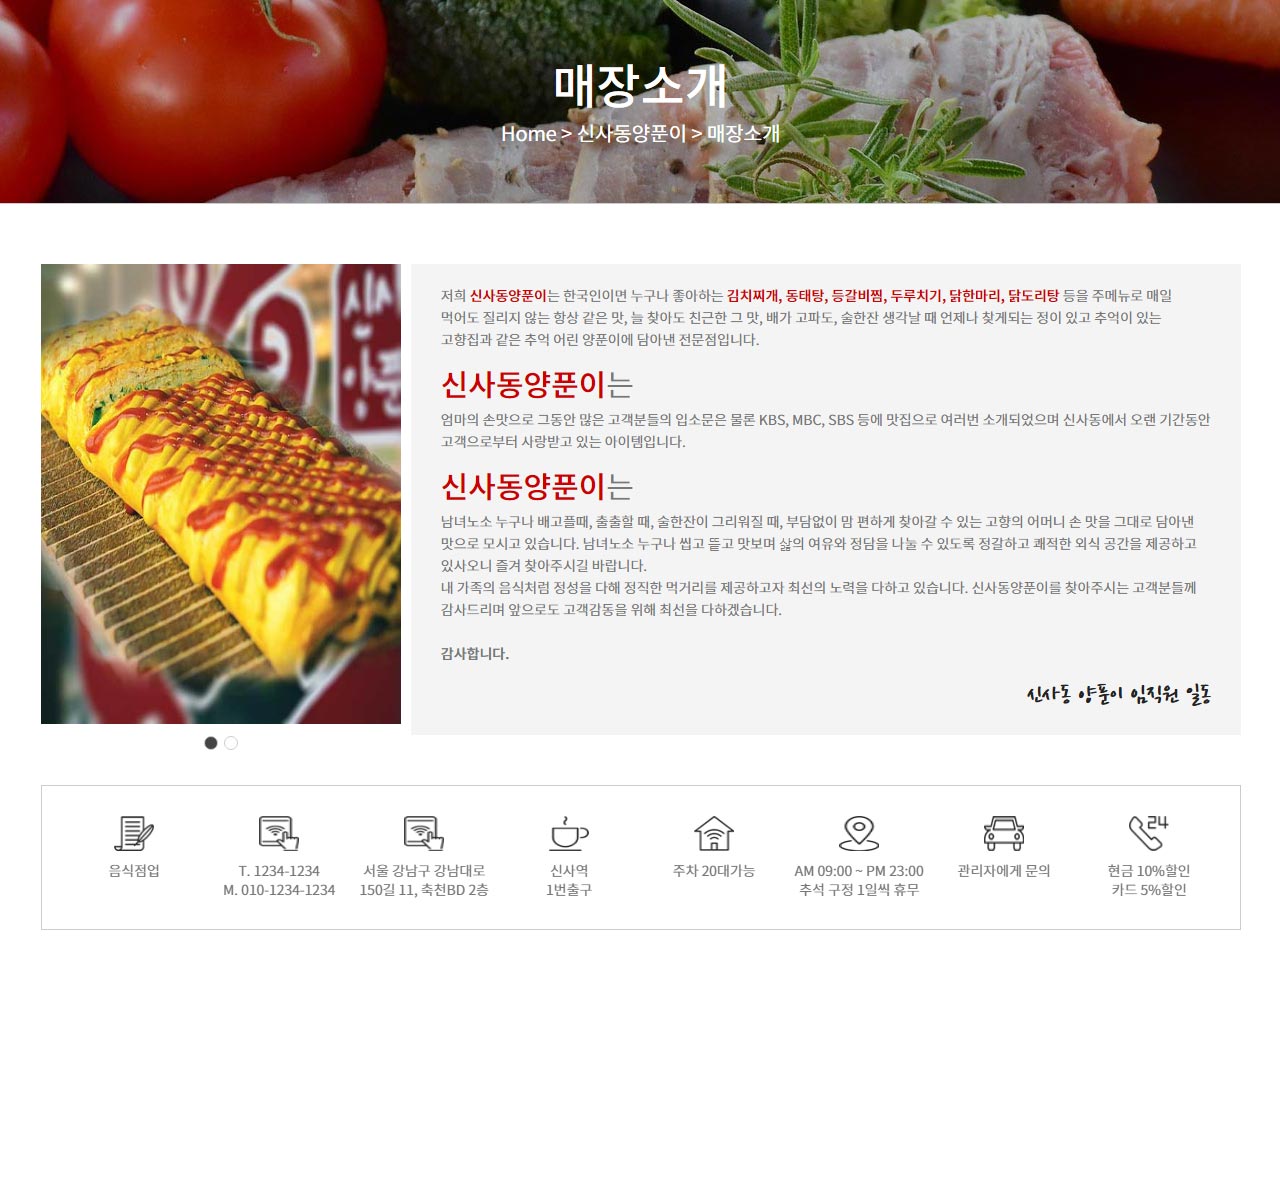 매장소개
Home > 신사동양푼이 > 매장소개
저희 신사동양푼이는 한국인이면 누구나 좋아하는 김치찌개, 동태탕, 등갈비찜, 두루치기, 닭한마리, 닭도리탕 등을 주메뉴로 매일
먹어도 질리지 않는 항상 같은 맛, 늘 찾아도 친근한 그 맛, 배가 고파도, 술한잔 생각날 때 언제나 찾게되는 정이 있고 추억이 있는
고향집과 같은 추억 어린 양푼이에 담아낸 전문점입니다.
신사동양푼이는
엄마의 손맛으로 그동안 많은 고객분들의 입소문은 물론 KBS, MBC, SBS 등에 맛집으로 여러번 소개되었으며 신사동에서 오랜 기간동안
고객으로부터 사랑받고 있는 아이템입니다.
신사동양푼이는
남녀노소 누구나 배고플때, 출출할 때, 술한잔이 그리워질 때, 부담없이 맘 편하게 찾아갈 수 있는 고향의 어머니 손 맛을 그대로 담아낸
맛으로 모시고 있습니다. 남녀노소 누구나 씹고 뜯고 맛보며 삶의 여유와 정담을 나눌 수 있도록 정갈하고 쾌적한 외식 공간을 제공하고
있사오니 즐겨 찾아주시길 바랍니다.
내 가족의 음식처럼 정성을 다해 정직한 먹거리를 제공하고자 최선의 노력을 다하고 있습니다. 신사동양푼이를 찾아주시는 고객분들께
감사드리며 앞으로도 고객감동을 위해 최선을 다하겠습니다.
감사합니다.
신사동 양푼이 임직원 일동
음식점업
T. 1234-1234
M. 010-1234-1234
서울 강남구 강남대로
150길 11, 축천BD 2층
신사역
1번출구
주차 20대가능
AM 09:00 ~ PM 23:00
추석 구정 1일씩 휴무
관리자에게 문의
24
현금 10%할인
카드 5%할인